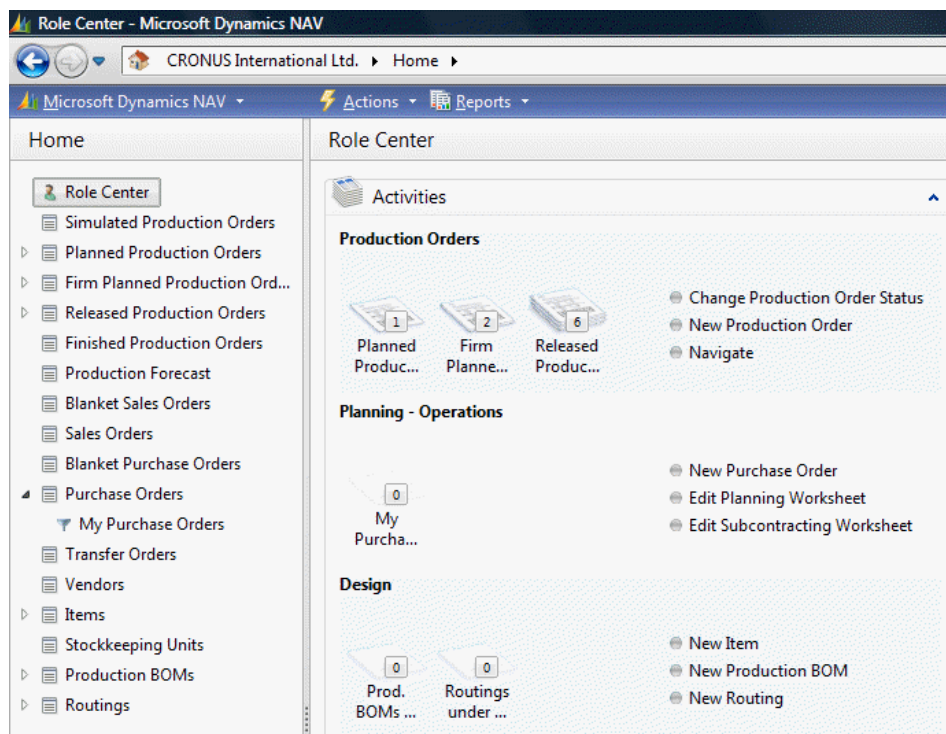 Role Center - Microsoft Dynamics NAV
CRONUS International Ltd. Home
Microsoft Dynamics NAV Actions Reports
Home
Role Center
Role Center
Simulated Production Orders
Planned Production Orders
Firm Planned Production Ord...
Released Production Orders
Finished Production Orders
Production Forecast
Blanket Sales Orders
Sales Orders
Blanket Purchase Orders
Purchase Orders
My Purchase Orders
Transfer Orders
Vendors
Items
Stockkeeping Units
Production BOMs
Routings
Activities
Production Orders
1 2 6
Planned Firm Released
Produc... Planne... Produc...
Change Production Order Status
New Production Order
Navigate
Planning - Operations
0
My
Purcha...
New Purchase Order
Edit Planning Worksheet
Edit Subcontracting Worksheet
Design
0 0
Prod. Routings
BOMs ... under ...
New Item
New Production BOM
New Routing